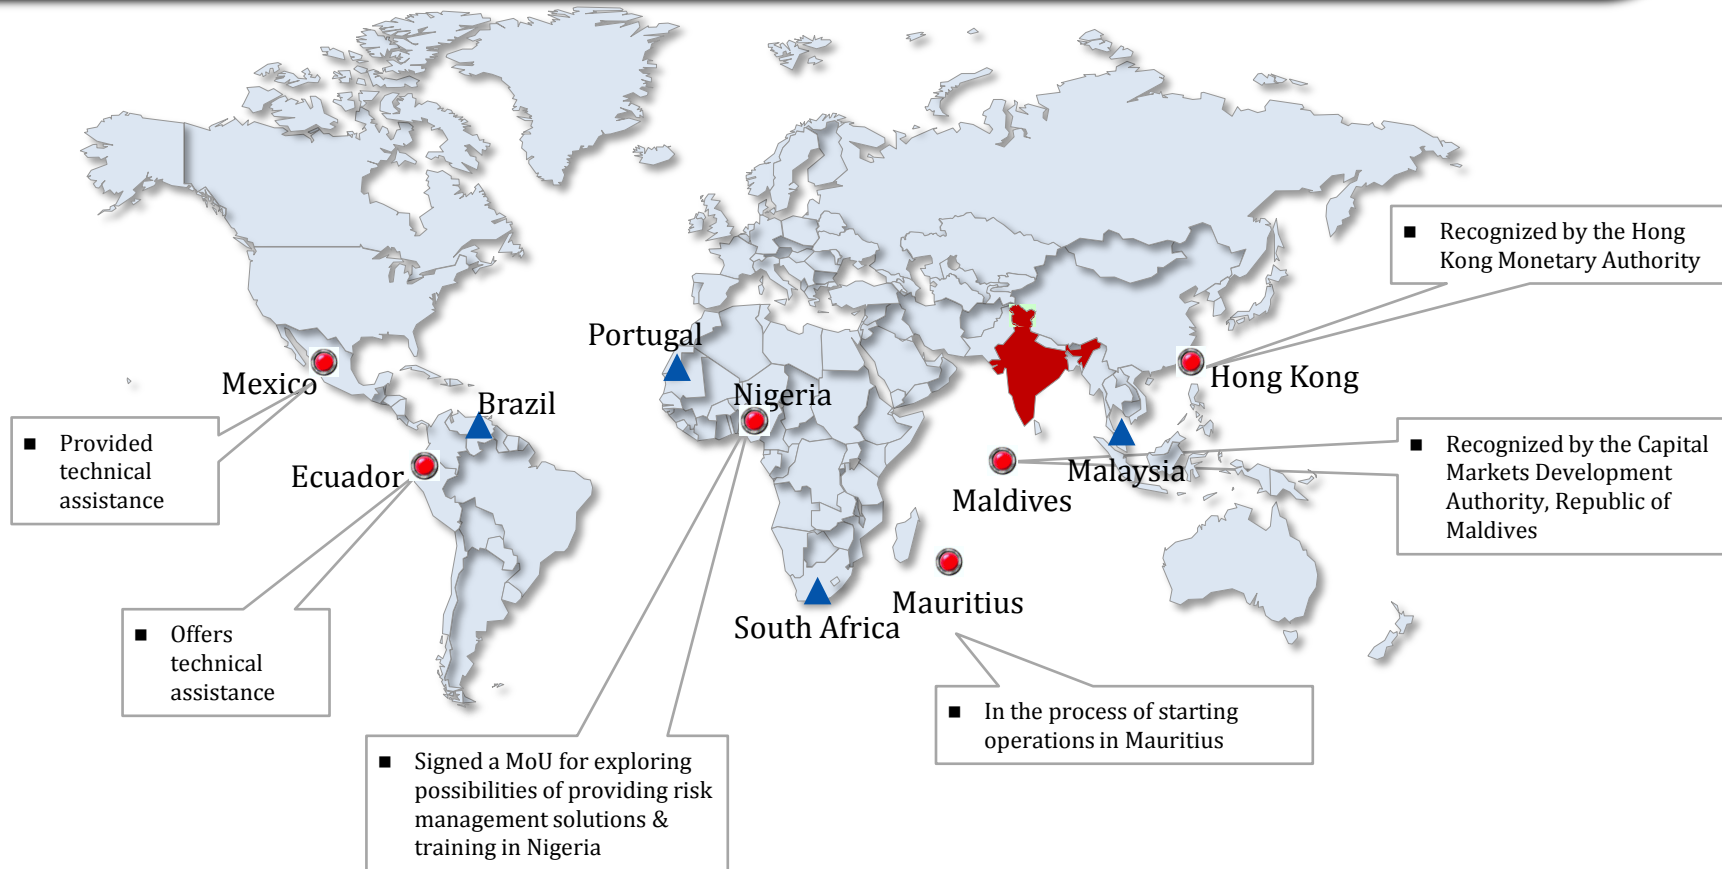 ■ Recognized by the Hong
Kong Monetary Authority
Portugal
Mexico
Brazil
Nigeria
Hong Kong
■ Provided
technical
assistance
Ecuador
Malaysia
Maldives
■ Recognized by the Capital
Markets Development
Authority, Republic of
Maldives
Mauritius
South Africa
■ Offers
technical
assistance
■ In the process of starting
operations in Mauritius
■ Signed a MoU for exploring
possibilities of providing risk
management solutions &
training in Nigeria